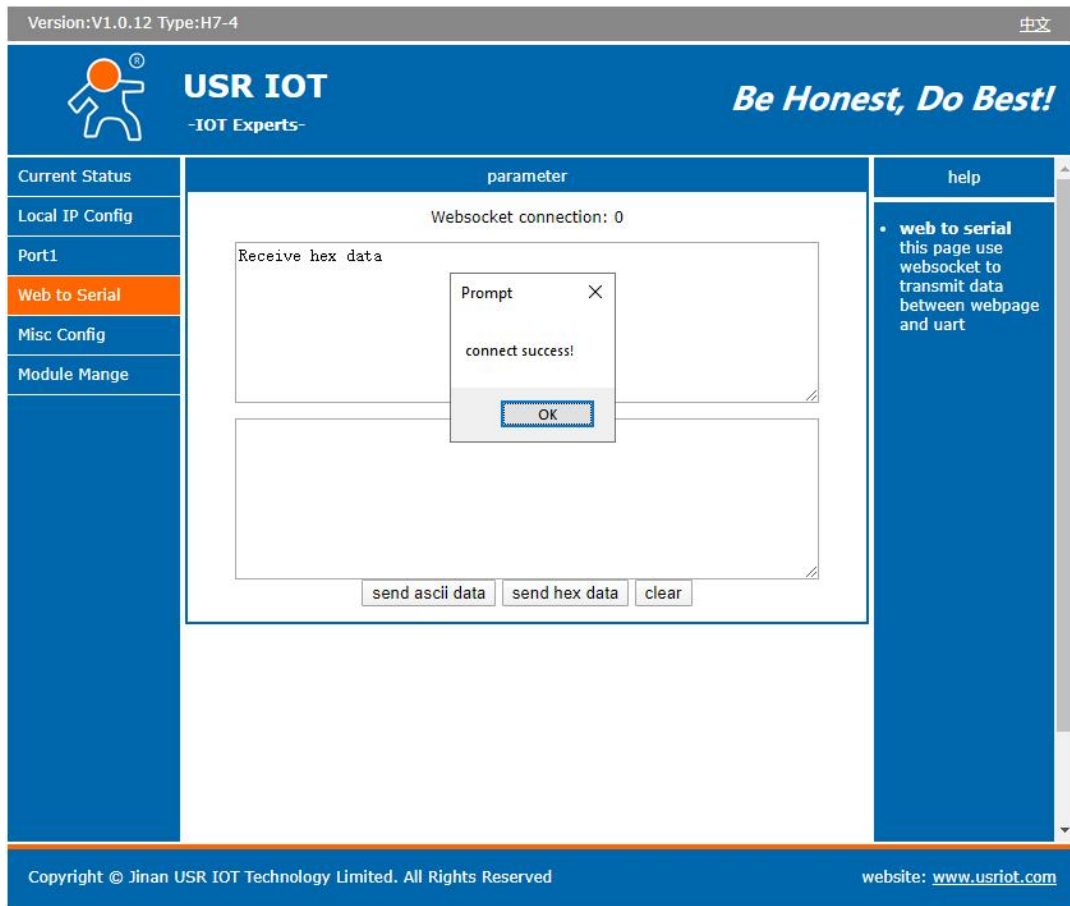 Version:V1.0.12 Type:H7-4
中文
®
USR IOT
-IOT Experts-
Be Honest, Do Best!
Current Status
Local IP Config
Port1
Web to Serial
Misc Config
Module Mange
parameter
Websocket connection: 0
Receive hex data
Prompt
connect success!
OK
send ascii data
send hex data
clear
help
• web to serial
this page use
websocket to
transmit data
between webpage
and uart
Copyright © Jinan USR IOT Technology Limited. All Rights Reserved
website: www.usriot.com